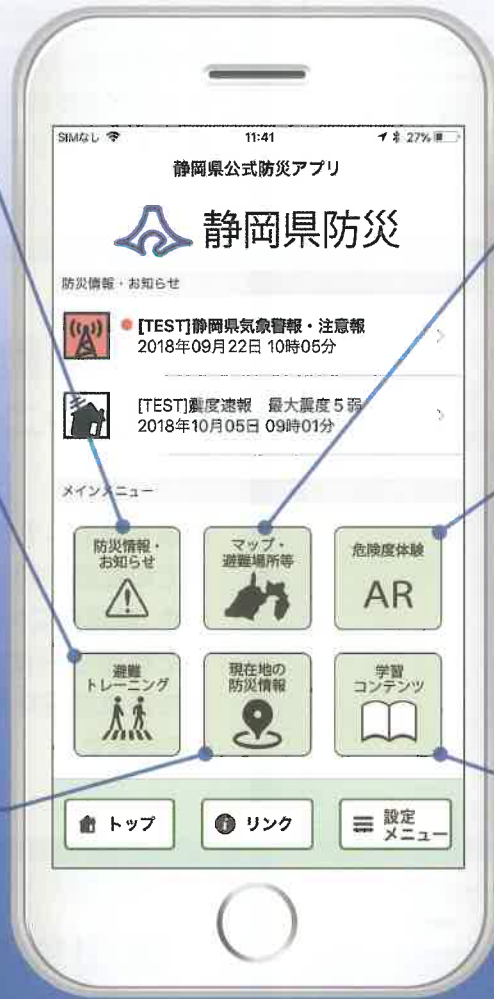 SIMなし 11:41 27%
静岡県公式防災アプリ
静岡県防災
防災情報・お知らせ
[TEST]静岡県気象警報・注意報
2018年09月22日 10時05分
[TEST]震度速報 最大震度５弱
2018年10月05日 09時01分
メインメニュー
防災情報・
お知らせ
マップ・
避難場所等
危険度体験
AR
避難
トレーニング
現在地の
防災情報
学習
コンテンツ
トップ
リンク
設定
メニュー